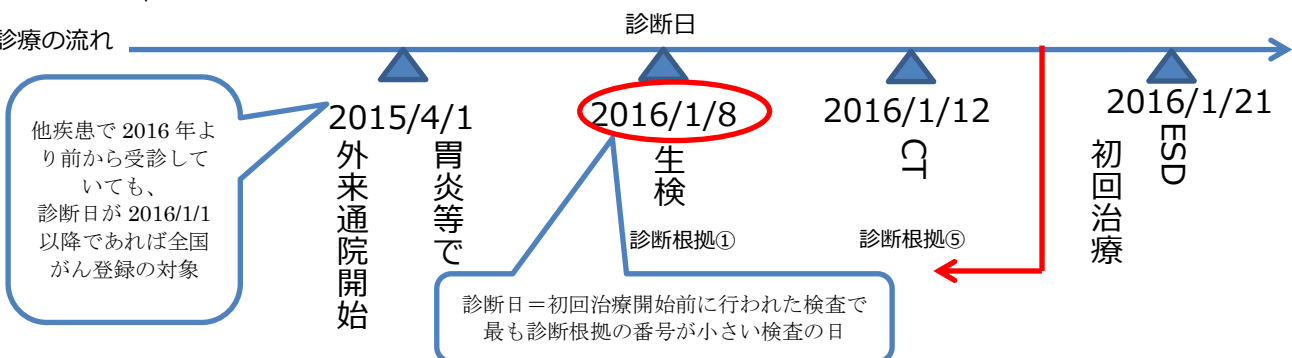 診断日
診療の流れ
2015/4/1
胃炎等で
外来通院開始
2016/1/8
生検
2016/1/12
CT
2016/1/21
ESD
初回治療
他疾患で 2016 年よ
り前から受診して
いても、
診断日が 2016/1/1
以降であれば全国
がん登録の対象
診断根拠①
診断根拠⑤
診断日＝初回治療開始前に行われた検査で
最も診断根拠の番号が小さい検査の日